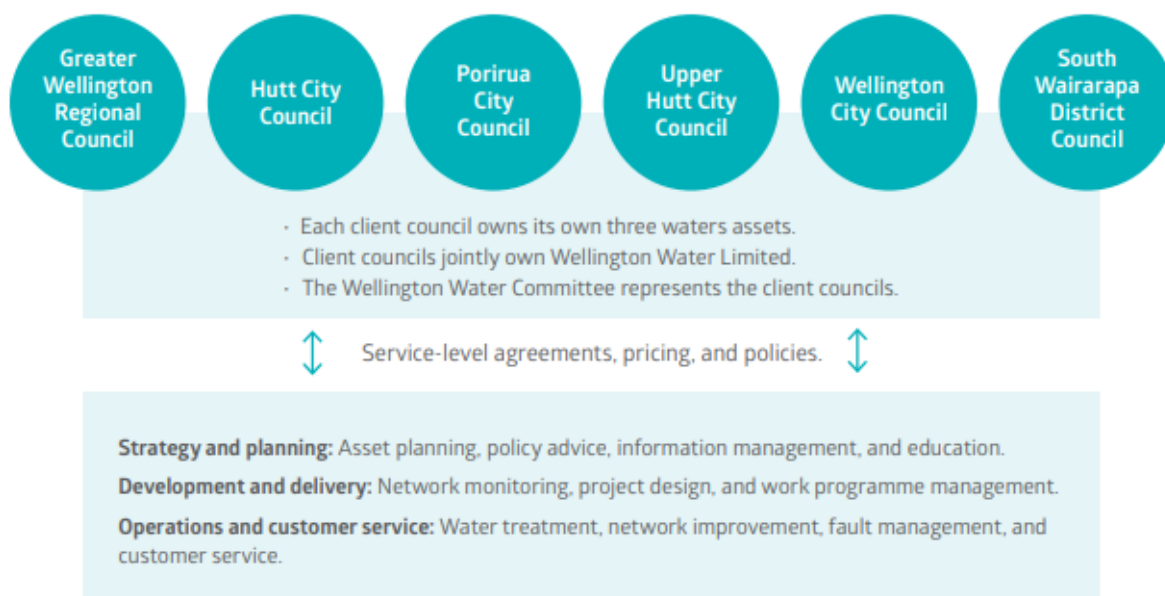 Greater
Wellington
Regional
Council
Hutt City
Council
Porirua
City
Council
Upper
Hutt City
Council
Wellington
City Council
South
Wairarapa
District
Council
· Each client council owns its own three waters assets.
· Client councils jointly own Wellington Water Limited.
· The Wellington Water Committee represents the client councils.
Service-level agreements, pricing, and policies.
Strategy and planning: Asset planning, policy advice, information management, and education.
Development and delivery: Network monitoring, project design, and work programme management.
Operations and customer service: Water treatment, network improvement, fault management, and
customer service.